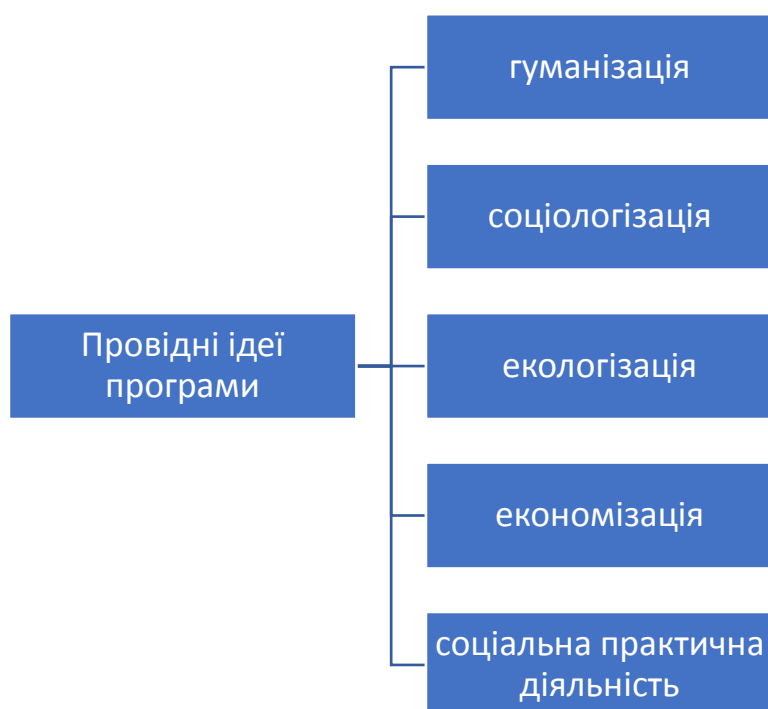 гуманізація
соціологізація
Провідні ідеї
програми
екологізація
економізація
соціальна практична
діяльність